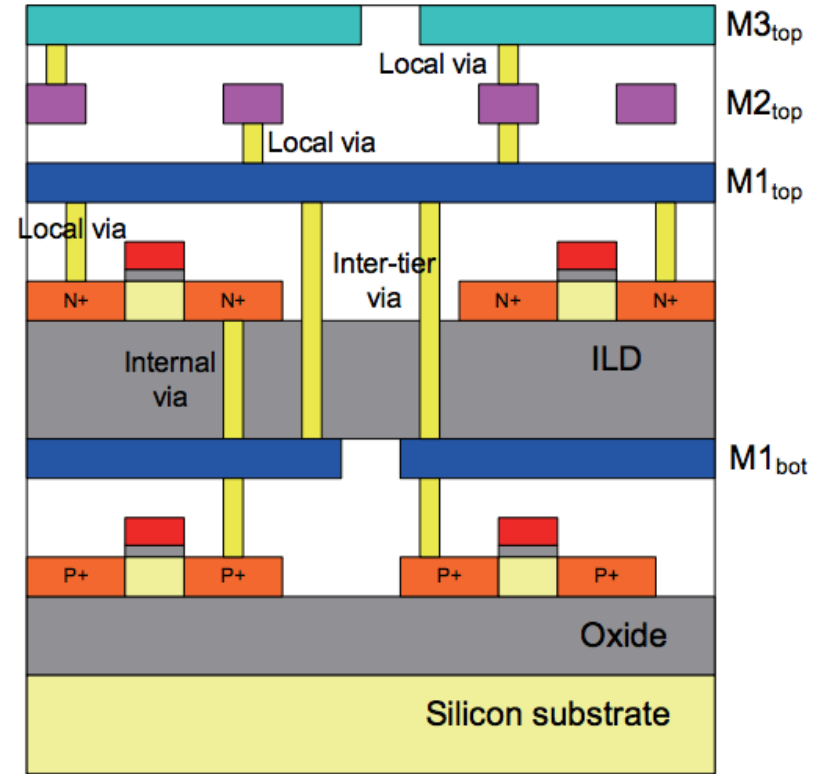 M3top
Local via
M2top
Local via
M1top
Local via
Inter-tier
via
N+ N+ N+ N+
Internal
via
ILD
M1bot
P+ P+ P+ P+
Oxide
Silicon substrate